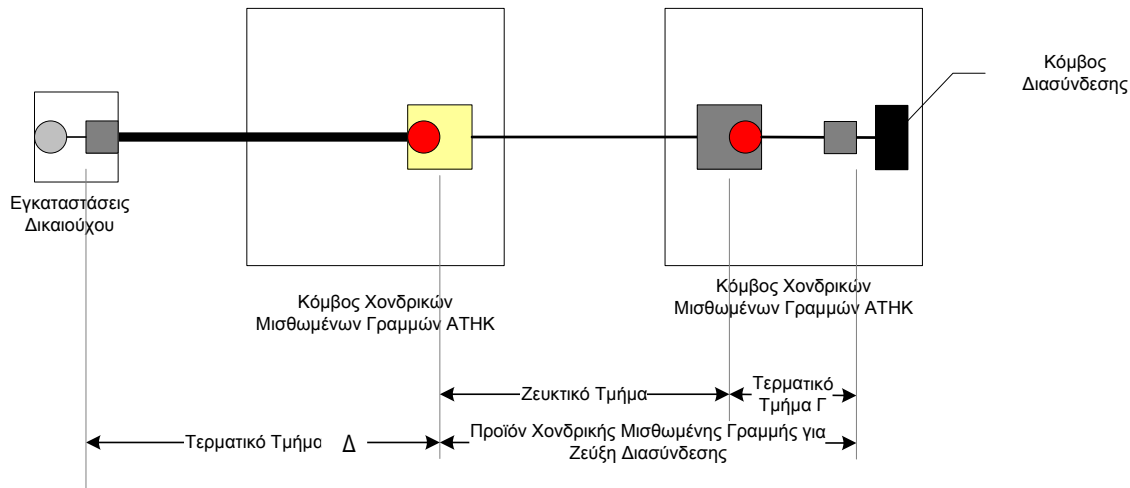 Κόμβος
Διασύνδεσης
Εγκαταστάσεις
Δικαιούχου
Κόμβος Χονδρικών
Μισθωμένων Γραμμών ΑΤΗΚ
Κόμβος Χονδρικών
Μισθωμένων Γραμμών ΑΤΗΚ
Ζευκτικό Τμήμα
Τερματικό
Τμήμα Γ
Τερματικό Τμήμα Δ
Προϊόν Χονδρικής Μισθωμένης Γραμμής για
Ζεύξη Διασύνδεσης